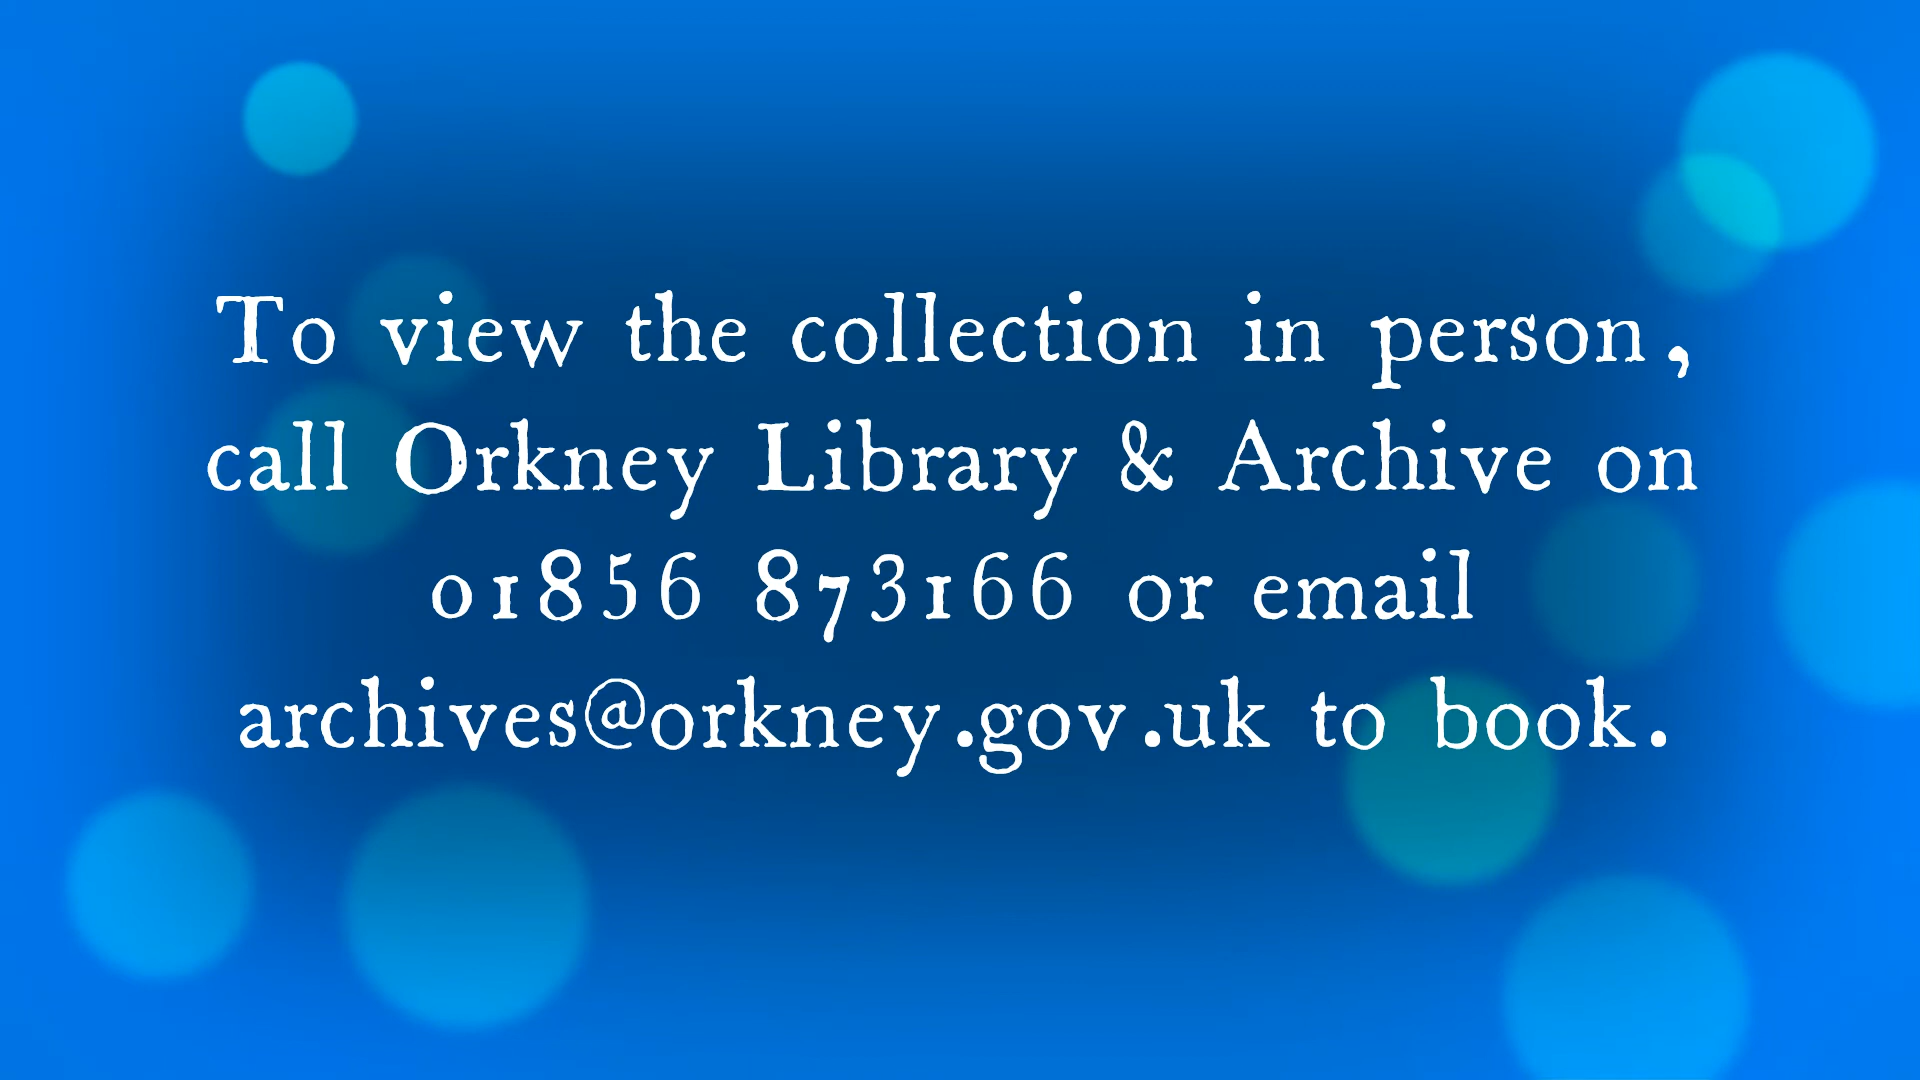 To view the collection in person,
call Orkney Library & Archive on
01856 873166 or email
archives@orkney.gov.uk to book.